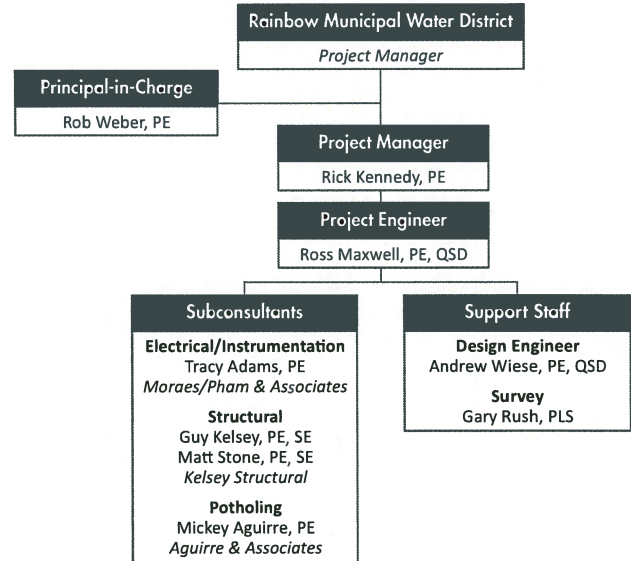 Rainbow Municipal Water District
Project Manager
Principal-in-Charge
Rob Weber, PE
Project Manager
Rick Kennedy, PE
Project Engineer
Ross Maxwell, PE, QSD
Subconsultants
Electrical/Instrumentation
Tracy Adams, PE
Moraes/Pham & Associates
Structural
Guy Kelsey, PE, SE
Matt Stone, PE, SE
Kelsey Structural
Potholing
Mickey Aguirre, PE
Aguirre & Associates
Support Staff
Design Engineer
Andrew Wiese, PE, QSD
Survey
Gary Rush, PLS